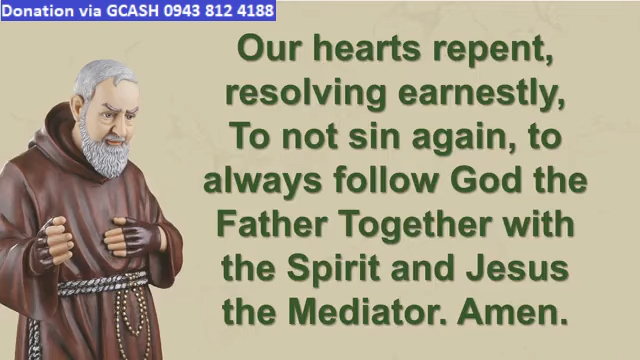 Donation via GCASH 0943 812 4188
Our hearts repent,
resolving earnestly,
To not sin again, to
always follow God the
Father Together with
the Spirit and Jesus
the Mediator. Amen.